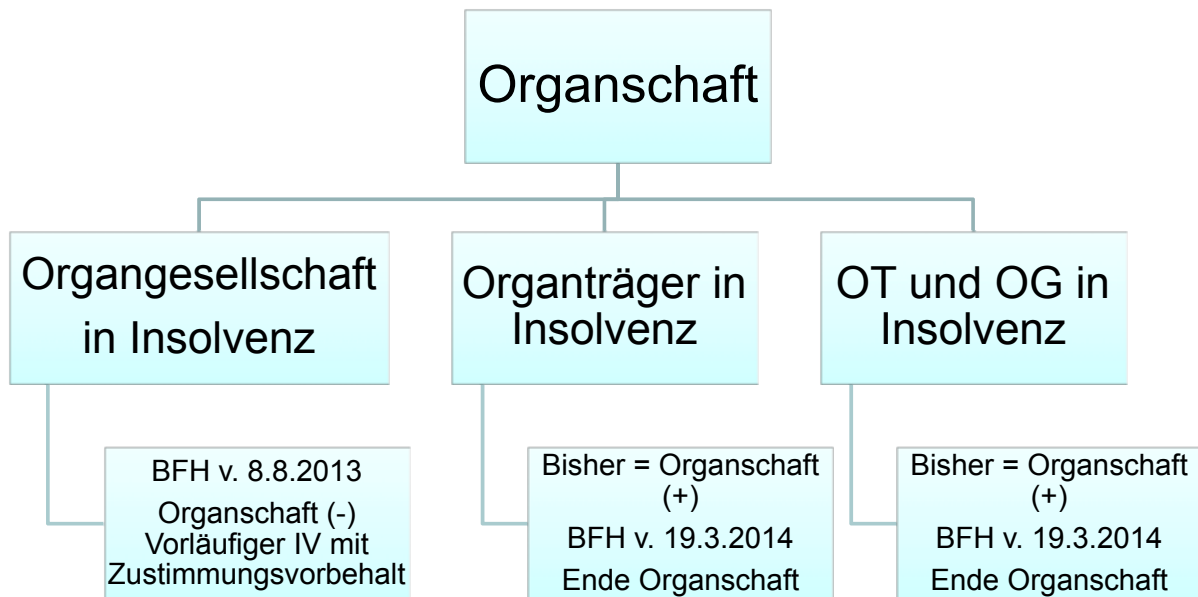 Organschaft
Organgesellschaft
in Insolvenz
Organträger in
Insolvenz
OT und OG in
Insolvenz
BFH v. 8.8.2013
Organschaft (-)
Vorläufiger IV mit
Zustimmungsvorbehalt
Bisher = Organschaft
(+)
BFH v. 19.3.2014
Ende Organschaft
Bisher = Organschaft
(+)
BFH v. 19.3.2014
Ende Organschaft